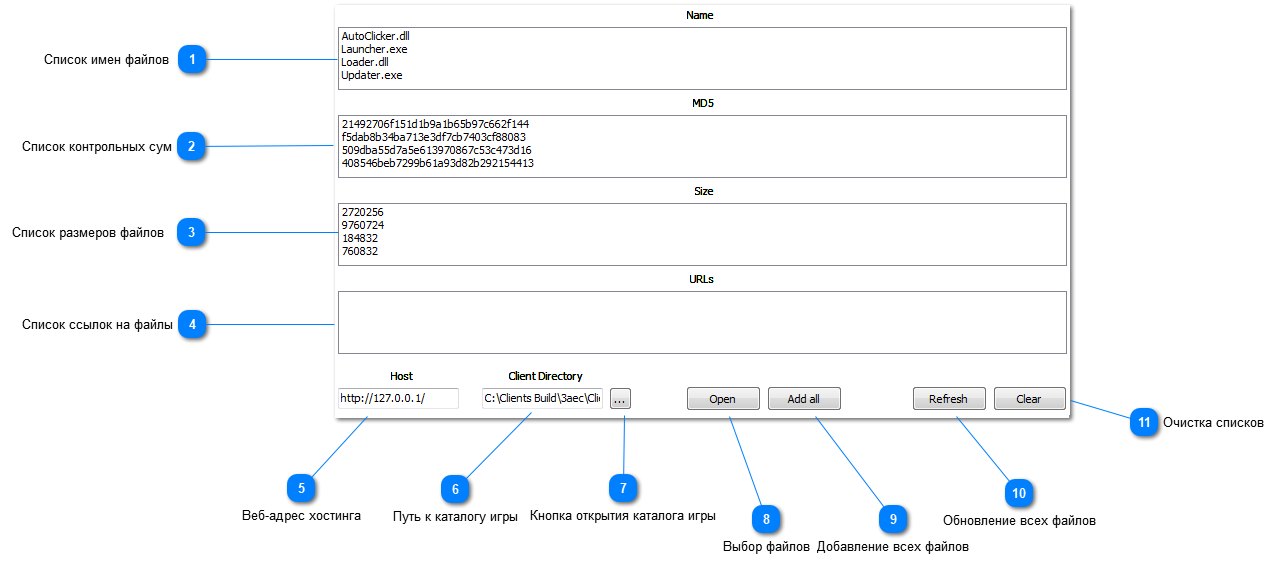 Name
AutoClicker.dll
Launcher.exe
Loader.dll
Updater.exe
Список имен файлов 1
MD5
21492706f151d1b9a1b65b97c662f144
f5dab8b34ba713e3df7cb7403cf88083
509dba55d7a5e613970867c53c473d16
408546beb7299b61a93d82b292154413
Список контрольных сум 2
Size
2720256
9760724
184832
760832
Список размеров файлов 3
URLs
Список ссылок на файлы 4
Host Client Directory
http://127.0.0.1/ C:\Clients Build\3aec\Clie ... Open Add all Refresh Clear
11 Очистка списков
5
Веб-адрес хостинга
6
Путь к каталогу игры
7
Кнопка открытия каталога игры
8
Выбор файлов
9
Добавление всех файлов
10
Обновление всех файлов